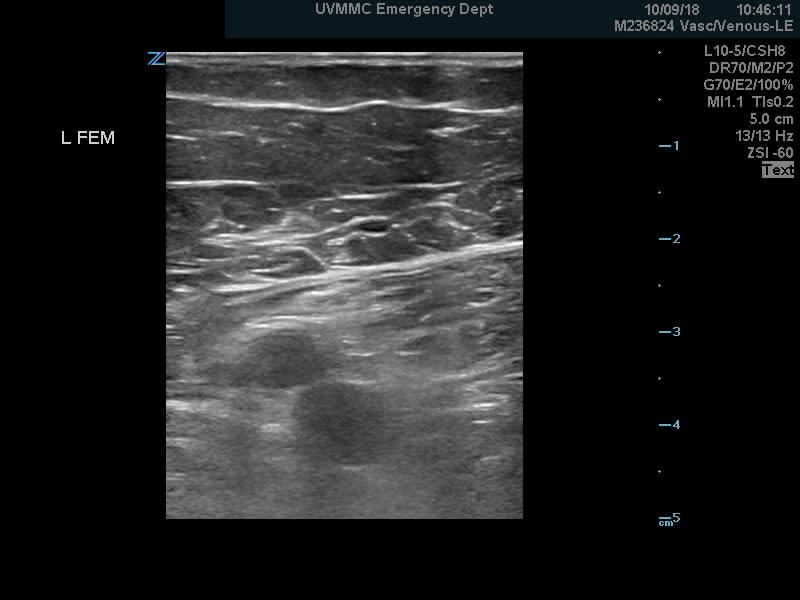 UVMMC Emergency Dept
10/09/18 10:46:11
M236824 Vasc/Venous-LE
Z
L10-5/CSH8
DR70/M2/P2
G70/E2/100%
MI1.1 TIs0.2
5.0 cm
13/13 Hz
ZSI -60
Text
L FEM
1
2
3
4
5
cm